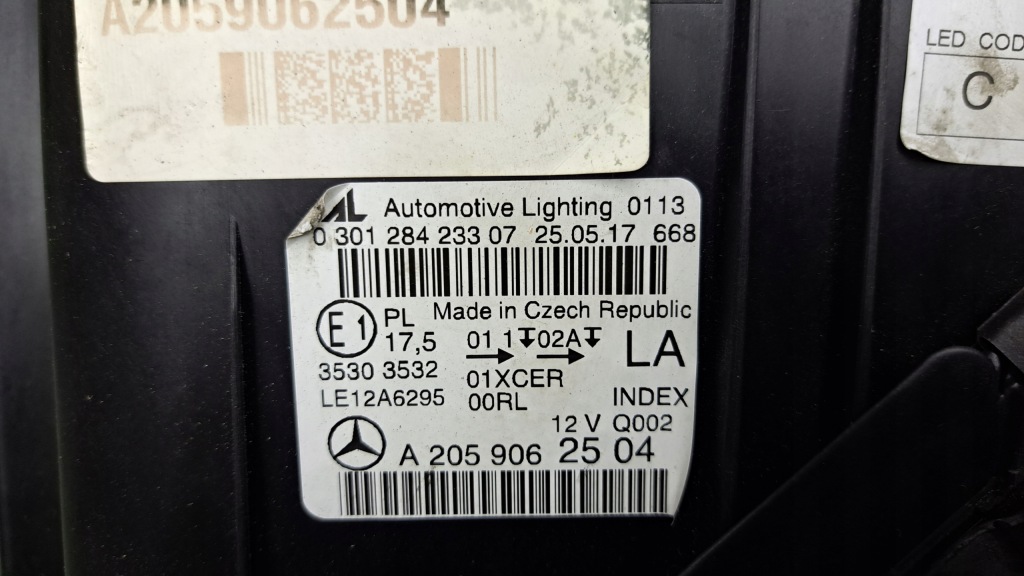 A2059062504
LED COD
C
AL Automotive Lighting 0113
0 301 284 233 07 25.05.17 668
Made in Czech Republic
E1 PL
17,5
01 1 02A
LA
3530 3532
01XCER
LE12A6295
00RL
INDEX
12 V Q002
A 205 906 25 04